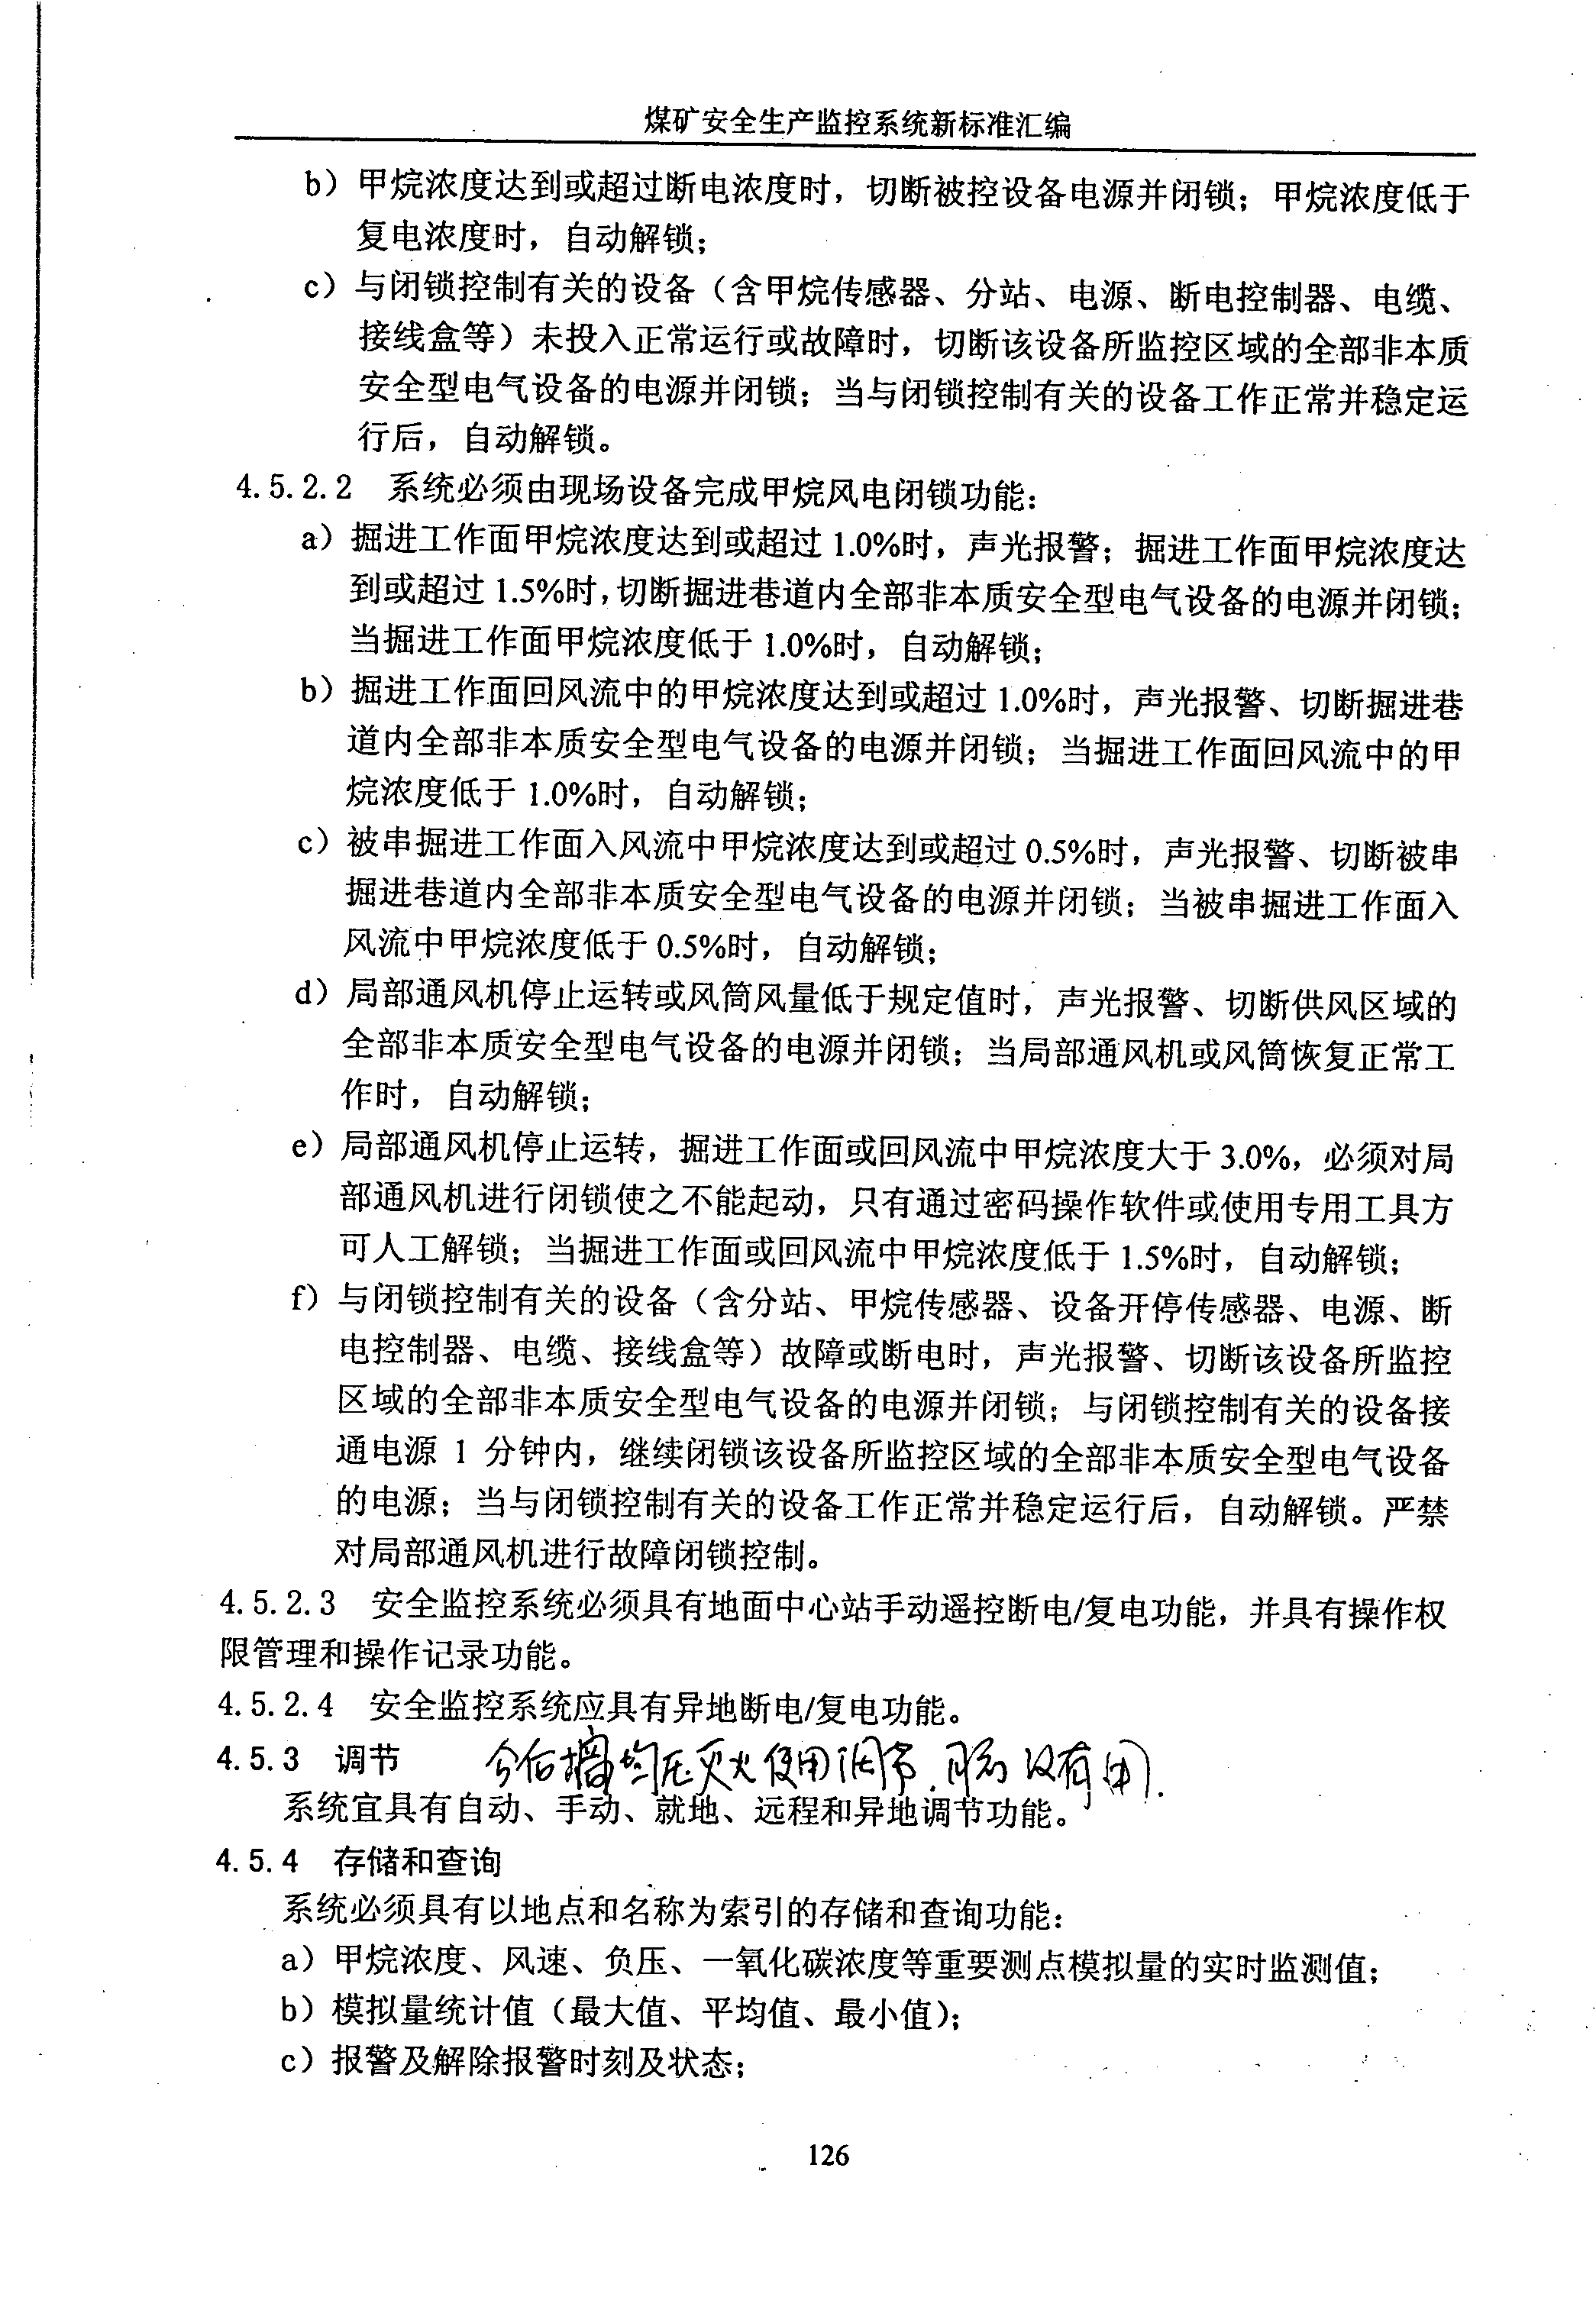 煤矿安全生产监控系统新标准汇编
b）甲烷浓度达到或超过断电浓度时，切断被控设备电源并闭锁；甲烷浓度低于
复电浓度时，自动解锁；
c）与闭锁控制有关的设备（含甲烷传感器、分站、电源、断电控制器、电缆、
接线盒等）未投入正常运行或故障时，切断该设备所监控区域的全部非本质
安全型电气设备的电源并闭锁；当与闭锁控制有关的设备工作正常并稳定运
行后，自动解锁。
4.5.2.2 系统必须由现场设备完成甲烷风电闭锁功能：
a）掘进工作面甲烷浓度达到或超过 1.0%时，声光报警；掘进工作面甲烷浓度达
到或超过 1.5%时，切断掘进巷道内全部非本质安全型电气设备的电源并闭锁；
当掘进工作面甲烷浓度低于 1.0%时，自动解锁；
b）掘进工作面回风流中的甲烷浓度达到或超过 1.0%时，声光报警、切断掘进巷
道内全部非本质安全型电气设备的电源并闭锁；当掘进工作面回风流中的甲
烷浓度低于 1.0%时，自动解锁；
c）被串掘进工作面入风流中甲烷浓度达到或超过 0.5%时，声光报警、切断被串
掘进巷道内全部非本质安全型电气设备的电源并闭锁；当被串掘进工作面入
风流中甲烷浓度低于 0.5%时，自动解锁；
d）局部通风机停止运转或风筒风量低于规定值时，声光报警、切断供风区域的
全部非本质安全型电气设备的电源并闭锁；当局部通风机或风筒恢复正常工
作时，自动解锁；
e）局部通风机停止运转，掘进工作面或回风流中甲烷浓度大于 3.0%，必须对局
部通风机进行闭锁使之不能起动，只有通过密码操作软件或使用专用工具方
可人工解锁；当掘进工作面或回风流中甲烷浓度低于 1.5%时，自动解锁；
f）与闭锁控制有关的设备（含分站、甲烷传感器、设备开停传感器、电源、断
电控制器、电缆、接线盒等）故障或断电时，声光报警、切断该设备所监控
区域的全部非本质安全型电气设备的电源并闭锁；与闭锁控制有关的设备接
通电源 1 分钟内，继续闭锁该设备所监控区域的全部非本质安全型电气设备
的电源；当与闭锁控制有关的设备工作正常并稳定运行后，自动解锁。严禁
对局部通风机进行故障闭锁控制。
4.5.2.3 安全监控系统必须具有地面中心站手动遥控断电/复电功能，并具有操作权
限管理和操作记录功能。
4.5.2.4 安全监控系统应具有异地断电/复电功能。
4.5.3 调节 今后搞均压灭火使用调节 没有用.
系统宜具有自动、手动、就地、远程和异地调节功能。
4.5.4 存储和查询
系统必须具有以地点和名称为索引的存储和查询功能：
a）甲烷浓度、风速、负压、一氧化碳浓度等重要测点模拟量的实时监测值；
b）模拟量统计值（最大值、平均值、最小值）；
c）报警及解除报警时刻及状态；
126